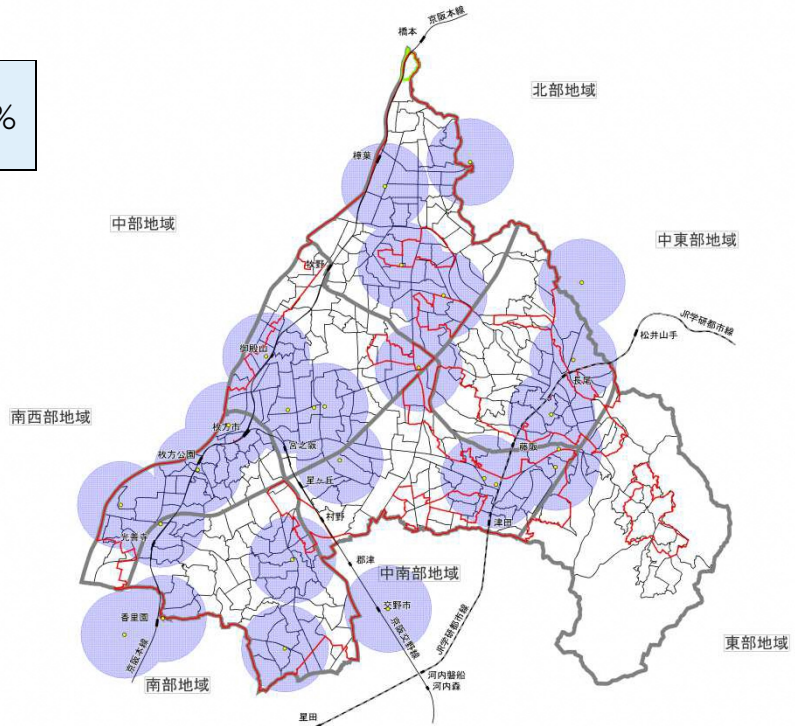 京阪本線
橋本
%
北部地域
樟葉
中部地域
中東部地域
牧野
JR学研都市線
松井山手
御殿山
長尾
南西部地域
枚方市
宮之阪
藤阪
枚方公園
星ヶ丘
村野
津田
光善寺
郡津
中南部地域
香里園
交野市
京阪交野線
JR学研都市線
東部地域
京阪本線
河内磐船
南部地域
河内森
星田